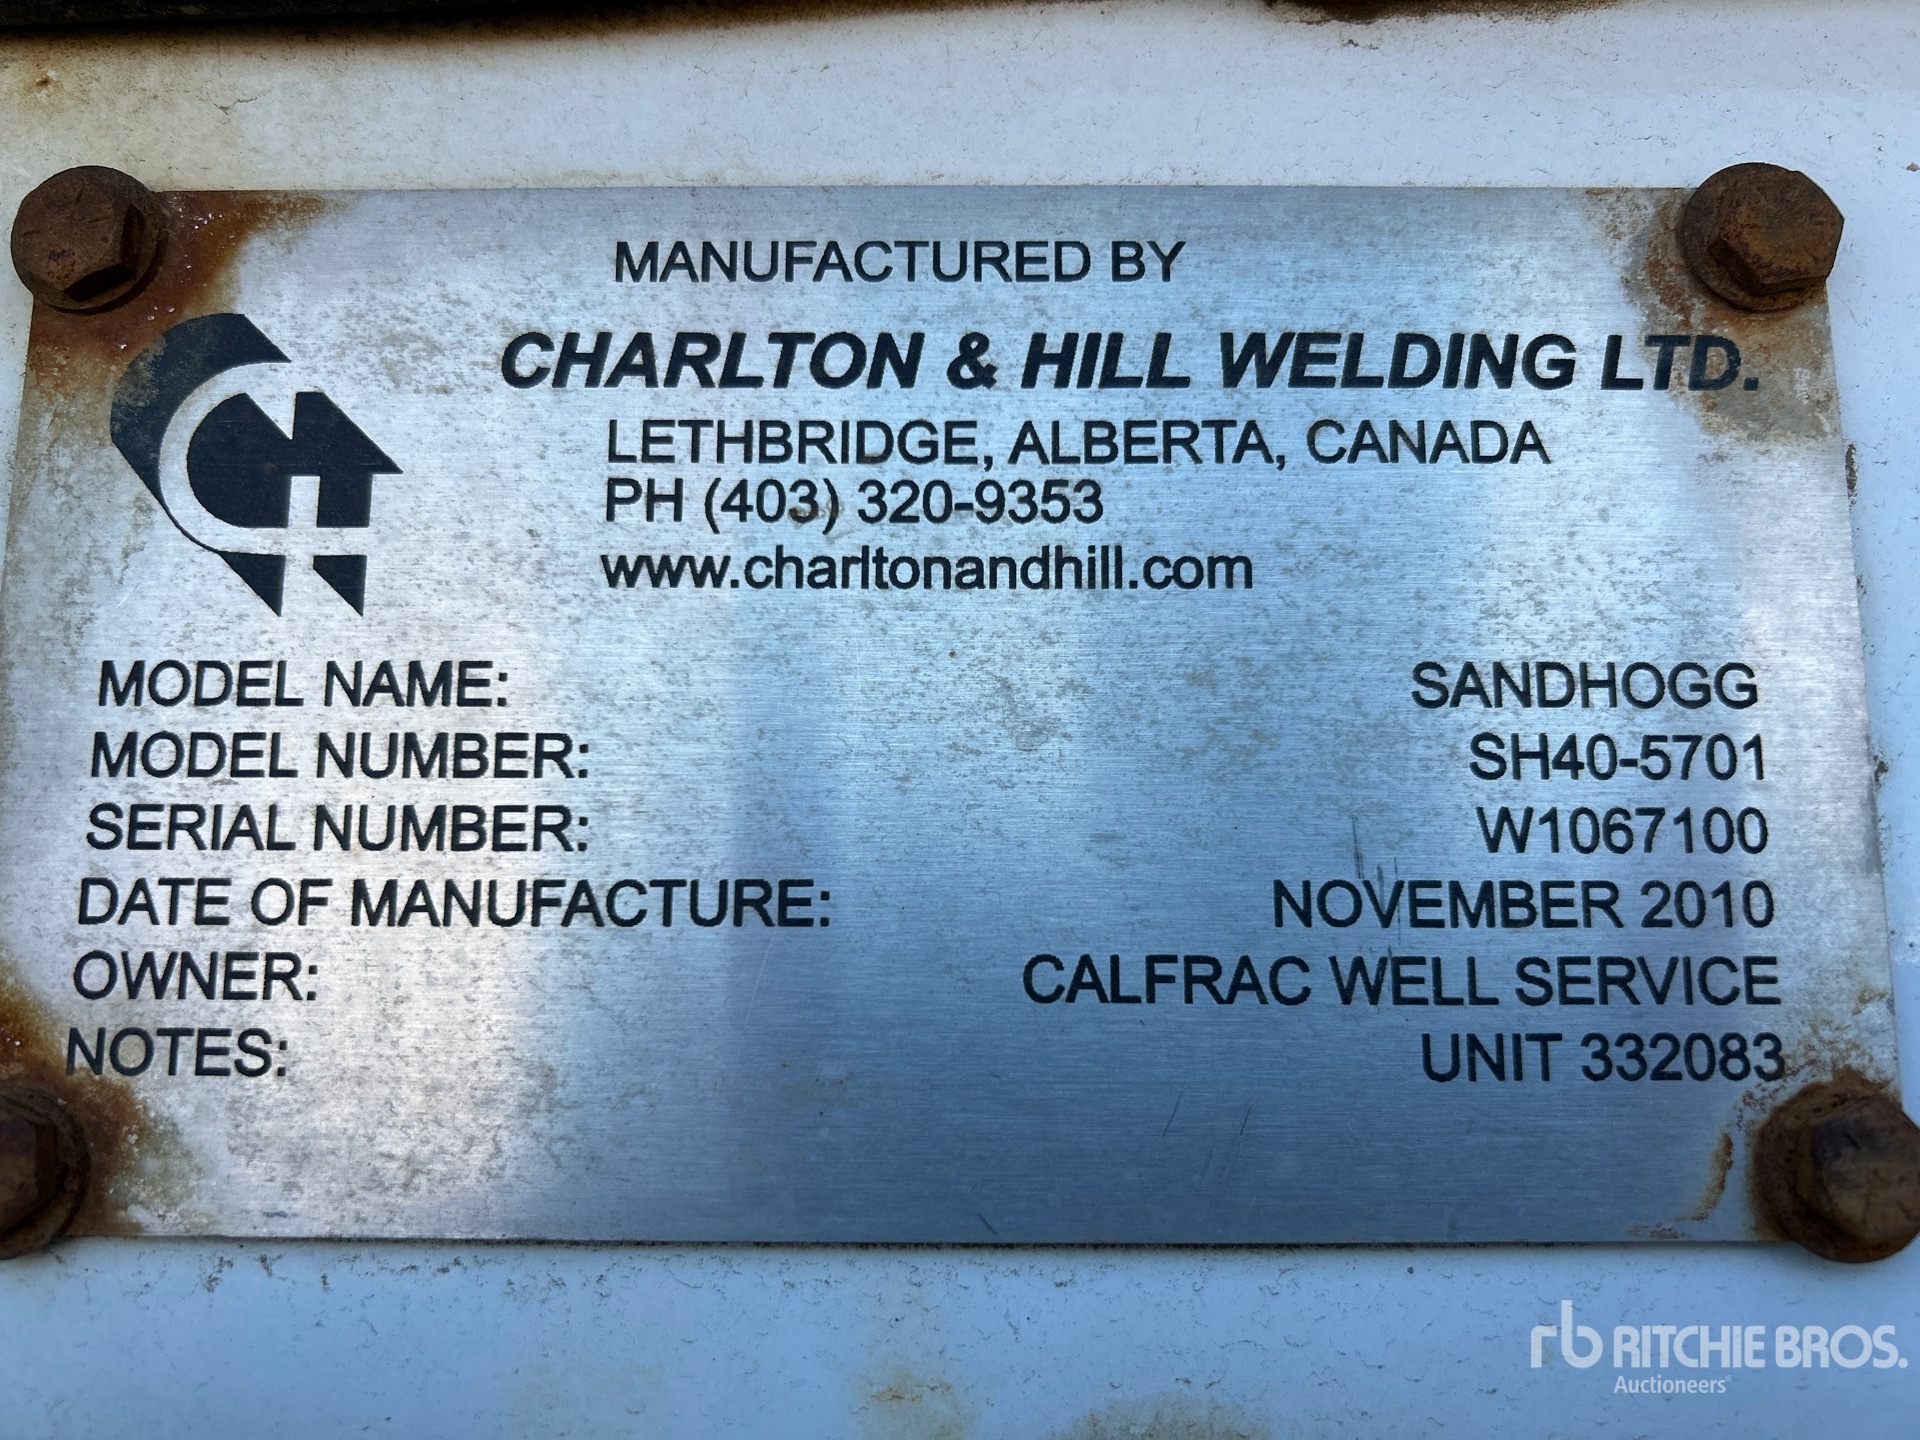 MANUFACTURED BY
CHARLTON & HILL WELDING LTD.
LETHBRIDGE, ALBERTA, CANADA
PH (403) 320-9353
www.charltonandhill.com
MODEL NAME: SANDHOGG
MODEL NUMBER: SH40-5701
SERIAL NUMBER: W1067100
DATE OF MANUFACTURE: NOVEMBER 2010
OWNER: CALFRAC WELL SERVICE
NOTES: UNIT 332083
rb RITCHIE BROS.
Auctioneers